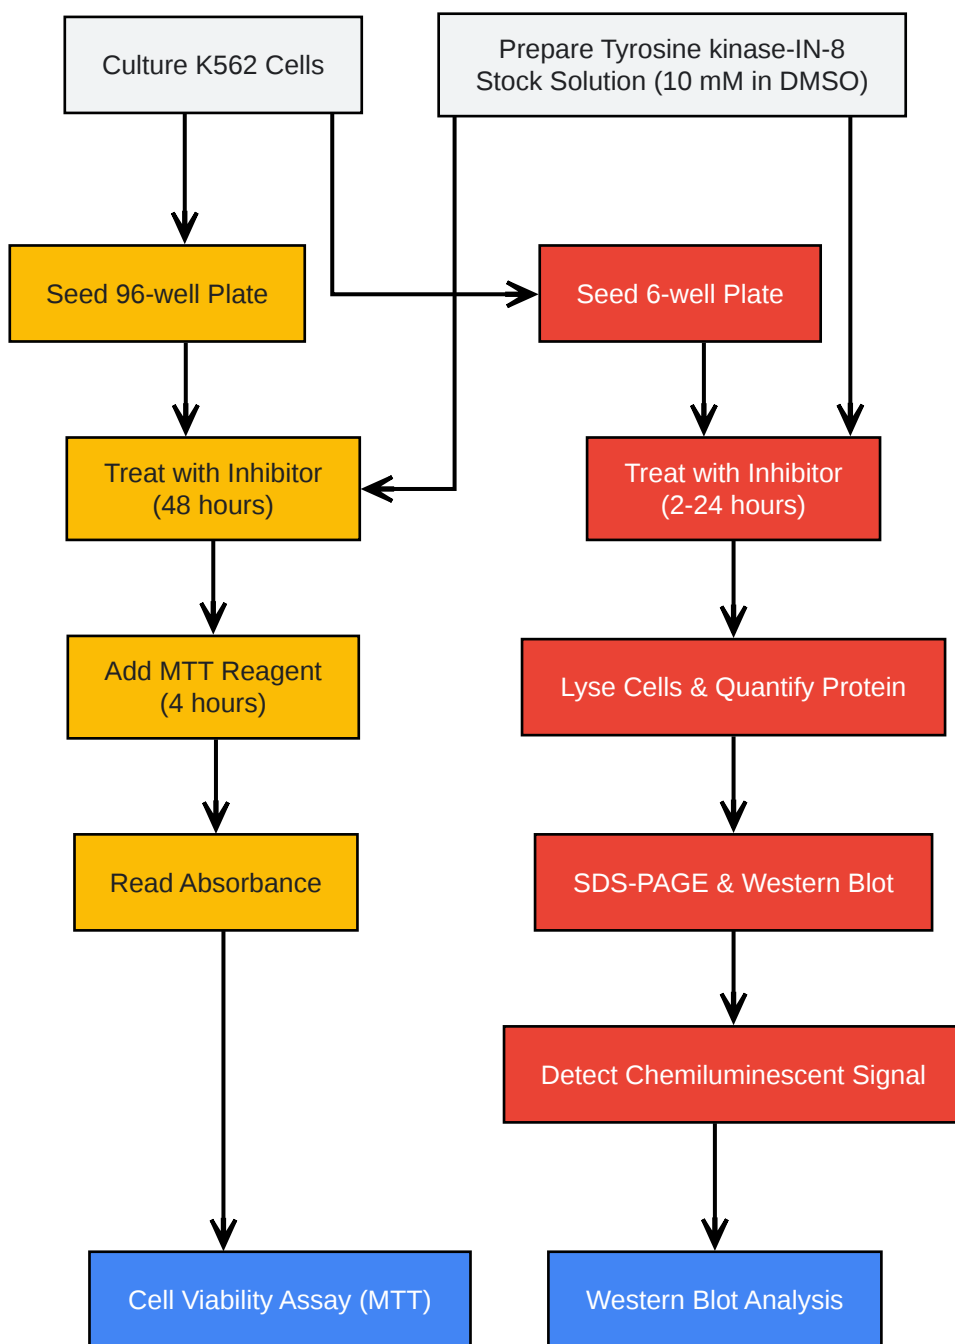 Culture K562 Cells
Prepare Tyrosine kinase-IN-8
Stock Solution (10 mM in DMSO)
Seed 96-well Plate
Seed 6-well Plate
Treat with Inhibitor
(48 hours)
Treat with Inhibitor
(2-24 hours)
Add MTT Reagent
(4 hours)
Lyse Cells & Quantify Protein
Read Absorbance
SDS-PAGE & Western Blot
Detect Chemiluminescent Signal
Cell Viability Assay (MTT)
Western Blot Analysis